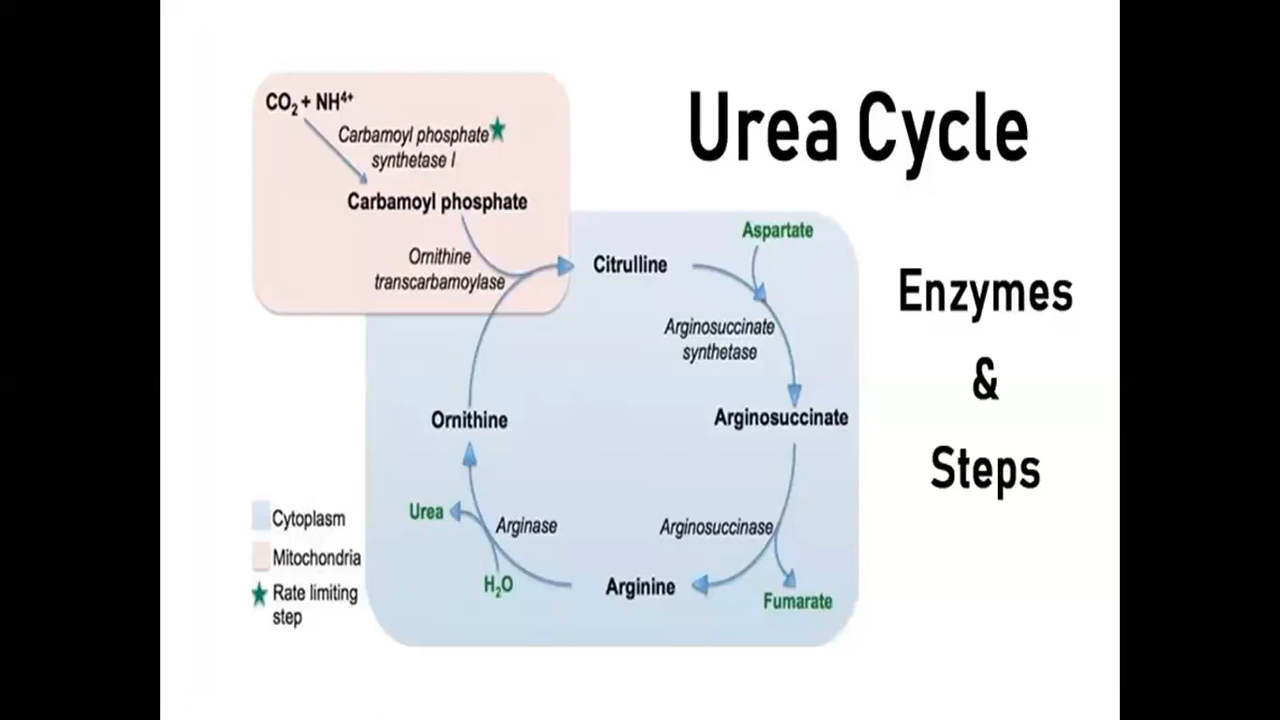 Urea Cycle
Enzymes
&
Steps
CO₂ + NH⁴⁺
Carbamoyl phosphate
synthetase I
Carbamoyl phosphate
Ornithine
transcarbamoylase
Citrulline
Aspartate
Arginosuccinate
synthetase
Arginosuccinate
Arginosuccinase
Fumarate
Arginine
H₂O
Arginase
Urea
Ornithine
Cytoplasm
Mitochondria
Rate limiting
step